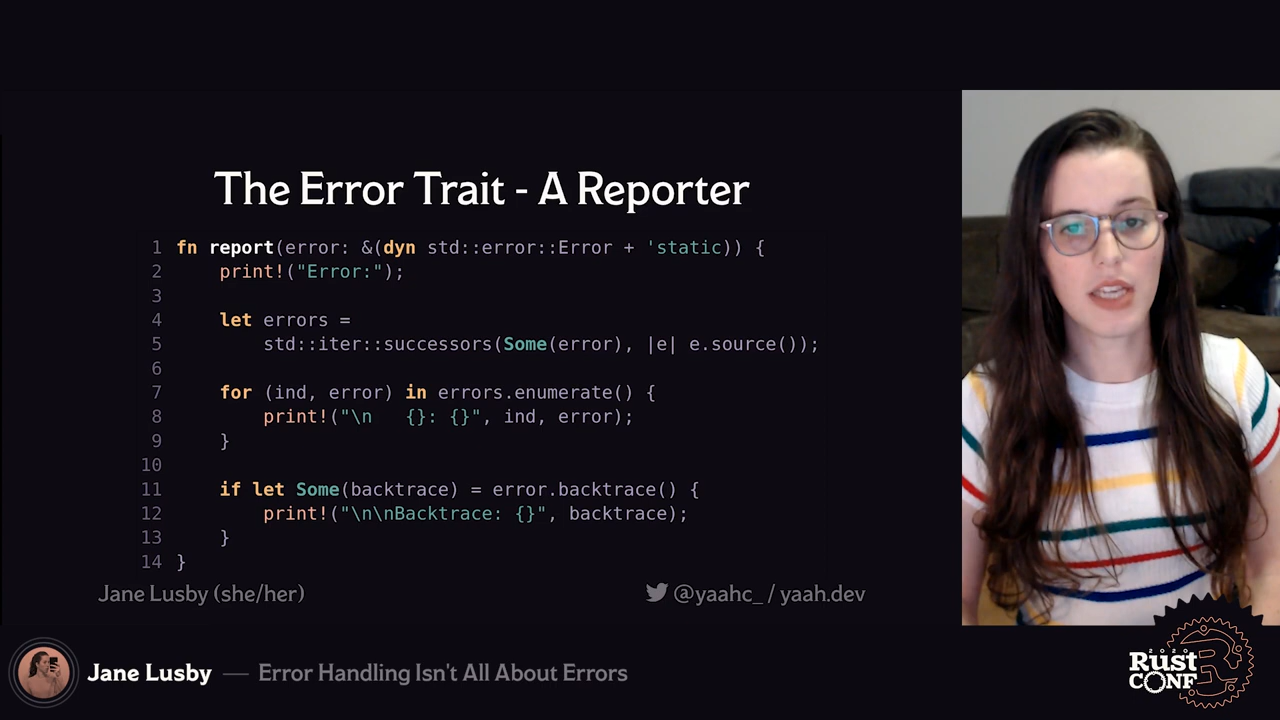 The Error Trait - A Reporter
1 fn report(error: &(dyn std::error::Error + 'static)) {
2     print!("Error:");
3
4     let errors =
5         std::iter::successors(Some(error), |e| e.source());
6
7     for (ind, error) in errors.enumerate() {
8         print!("\n   {}: {}", ind, error);
9     }
10
11     if let Some(backtrace) = error.backtrace() {
12         print!("\n\nBacktrace: {}", backtrace);
13     }
14 }
Jane Lusby (she/her)
@yaahc_ / yaah.dev
Jane Lusby — Error Handling Isn't All About Errors
2020
Rust
CONF
R